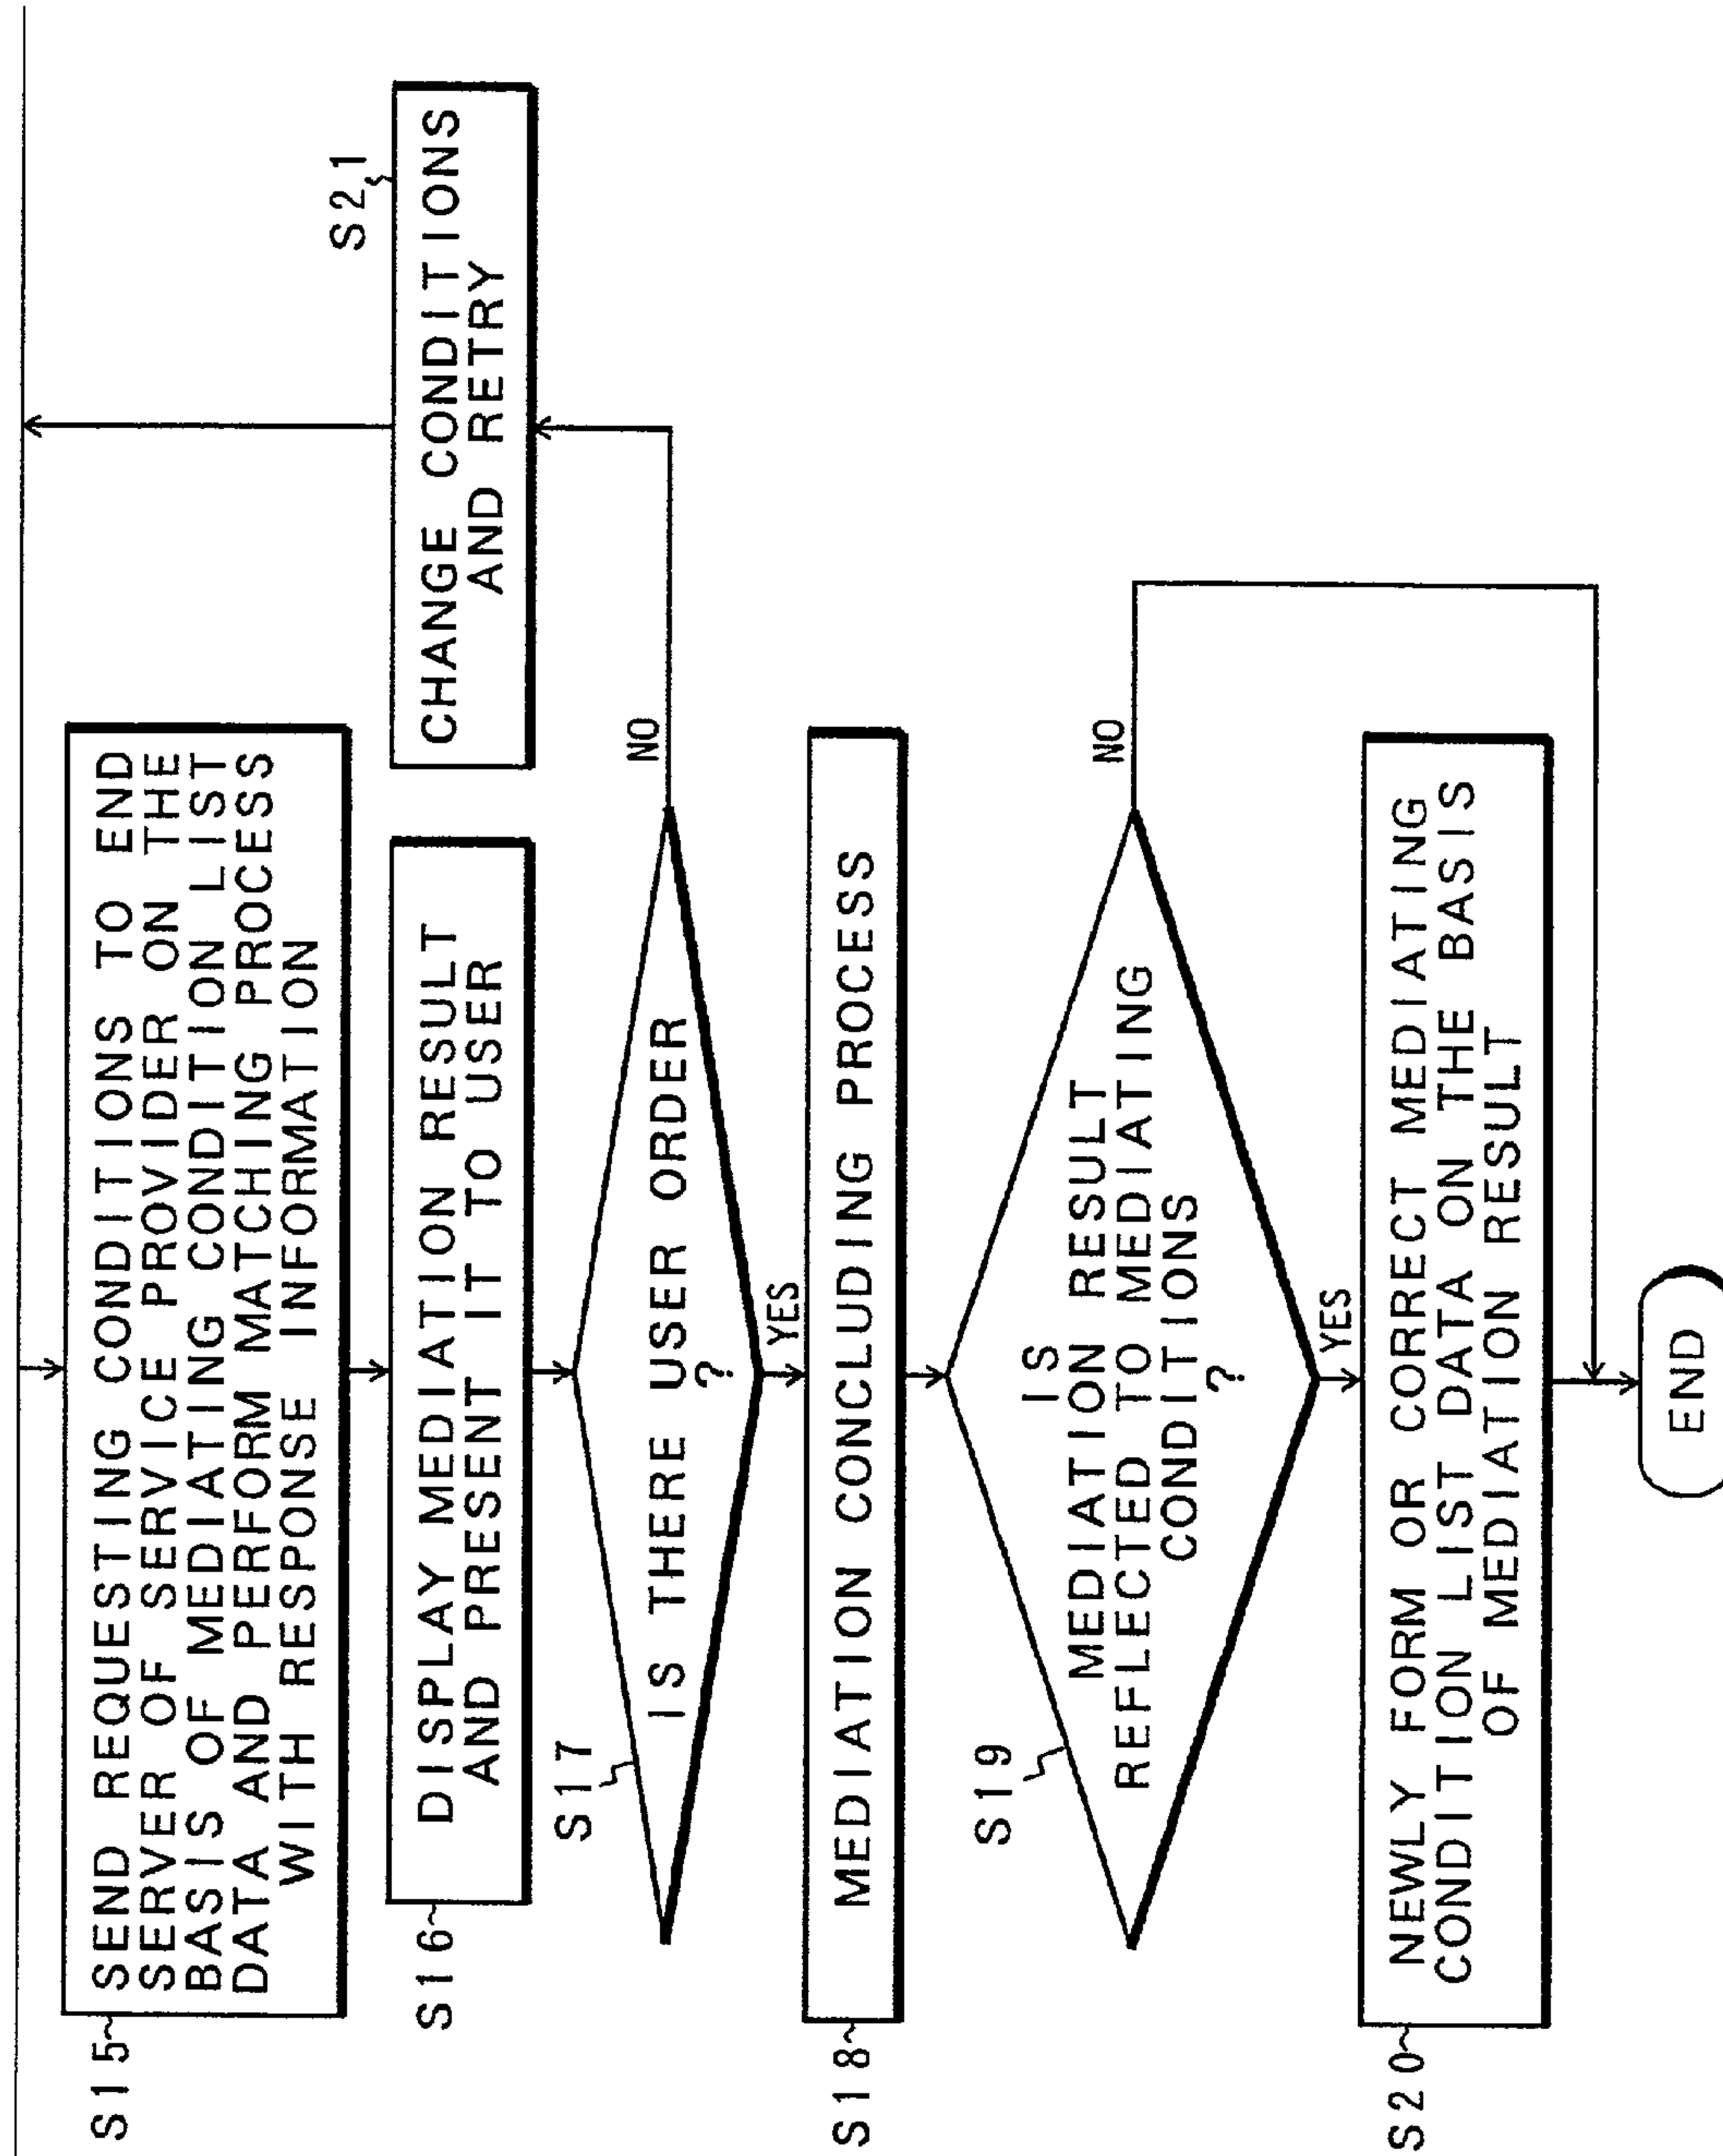 S15
SEND REQUESTING CONDITIONS TO END
SERVER OF SERVICE PROVIDER ON THE
BASIS OF MEDIATING CONDITION LIST
DATA AND PERFORM MATCHING PROCESS
WITH RESPONSE INFORMATION
S16
DISPLAY MEDIATION RESULT
AND PRESENT IT TO USER
S21
CHANGE CONDITIONS
AND RETRY
S17
IS THERE USER ORDER
?
NO
YES
S18
MEDIATION CONCLUDING PROCESS
S19
IS
MEDIATION RESULT
REFLECTED TO MEDIATING
CONDITIONS
?
NO
YES
S20
NEWLY FORM OR CORRECT MEDIATING
CONDITION LIST DATA ON THE BASIS
OF MEDIATION RESULT
END